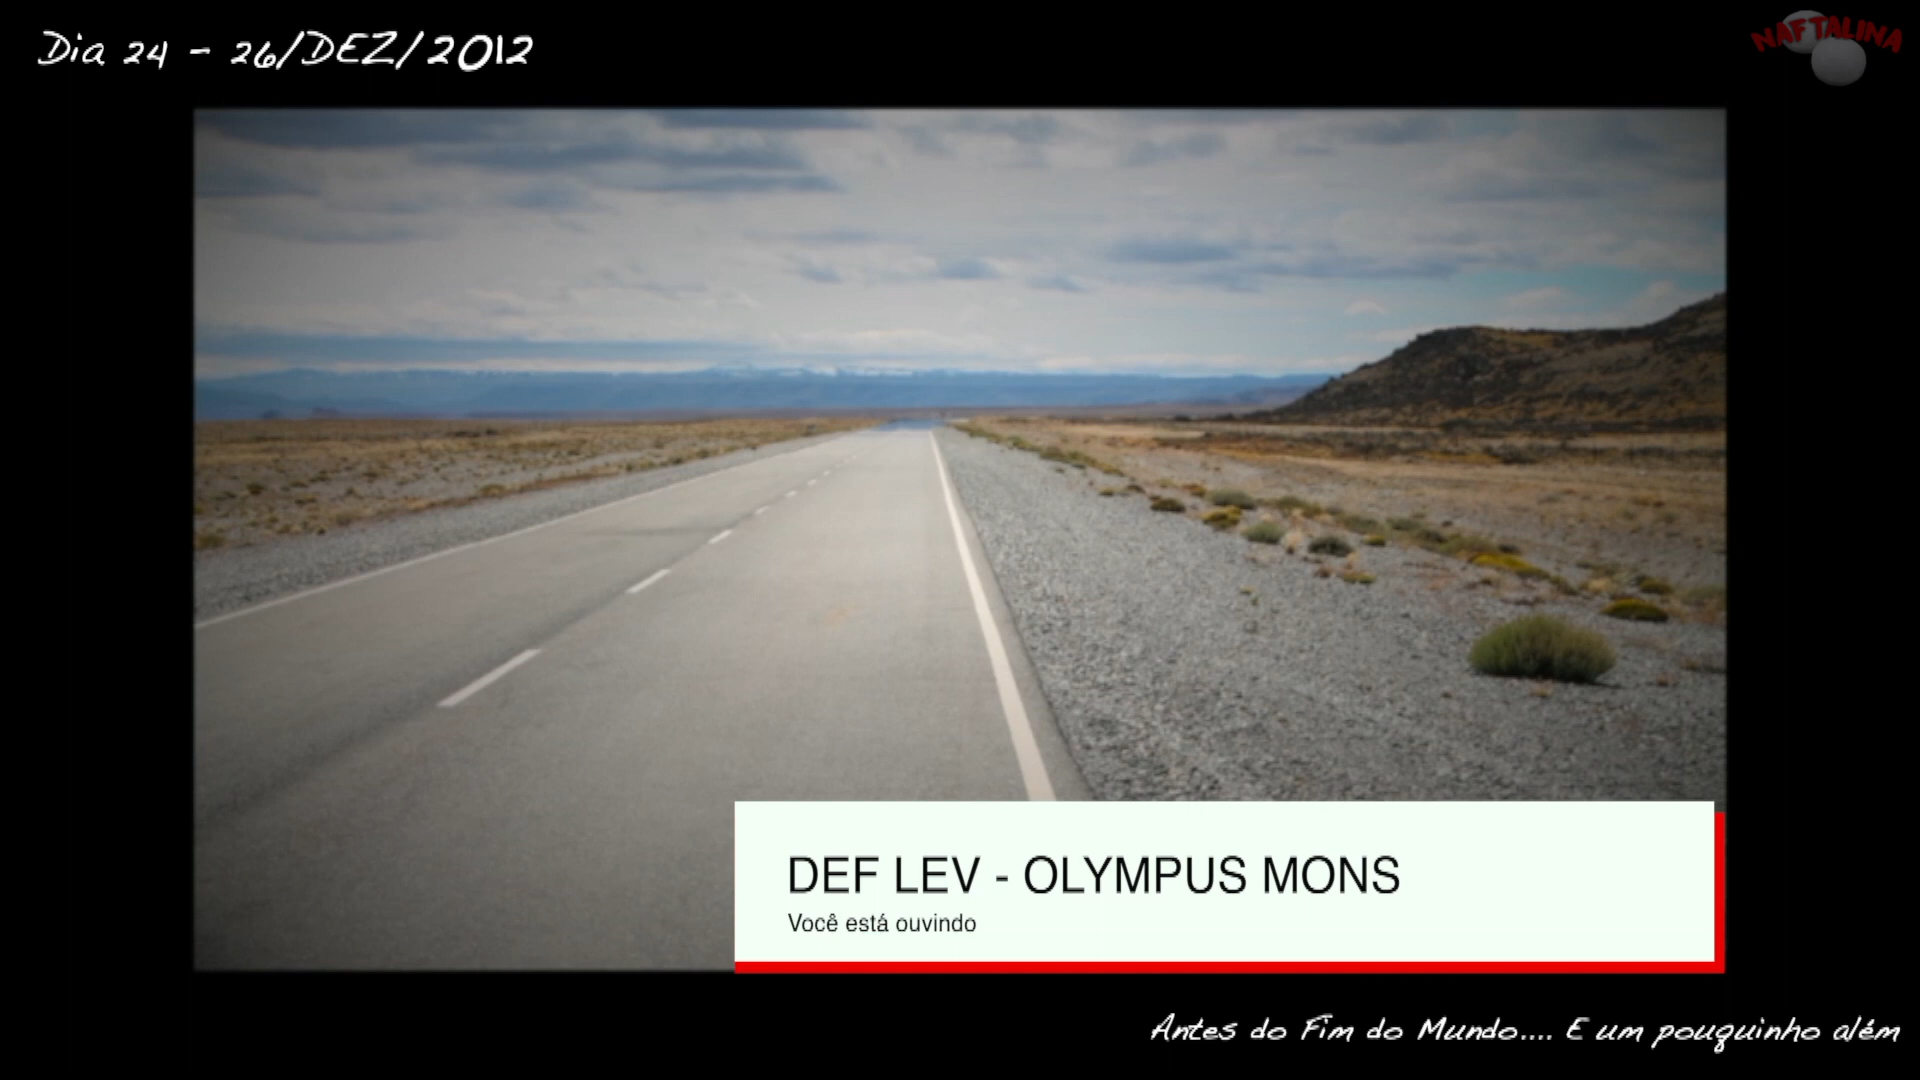 Dia 24 - 26/DEZ/2012
NAFTALINA
DEF LEV - OLYMPUS MONS
Você está ouvindo
Antes do Fim do Mundo.... E um pouquinho além